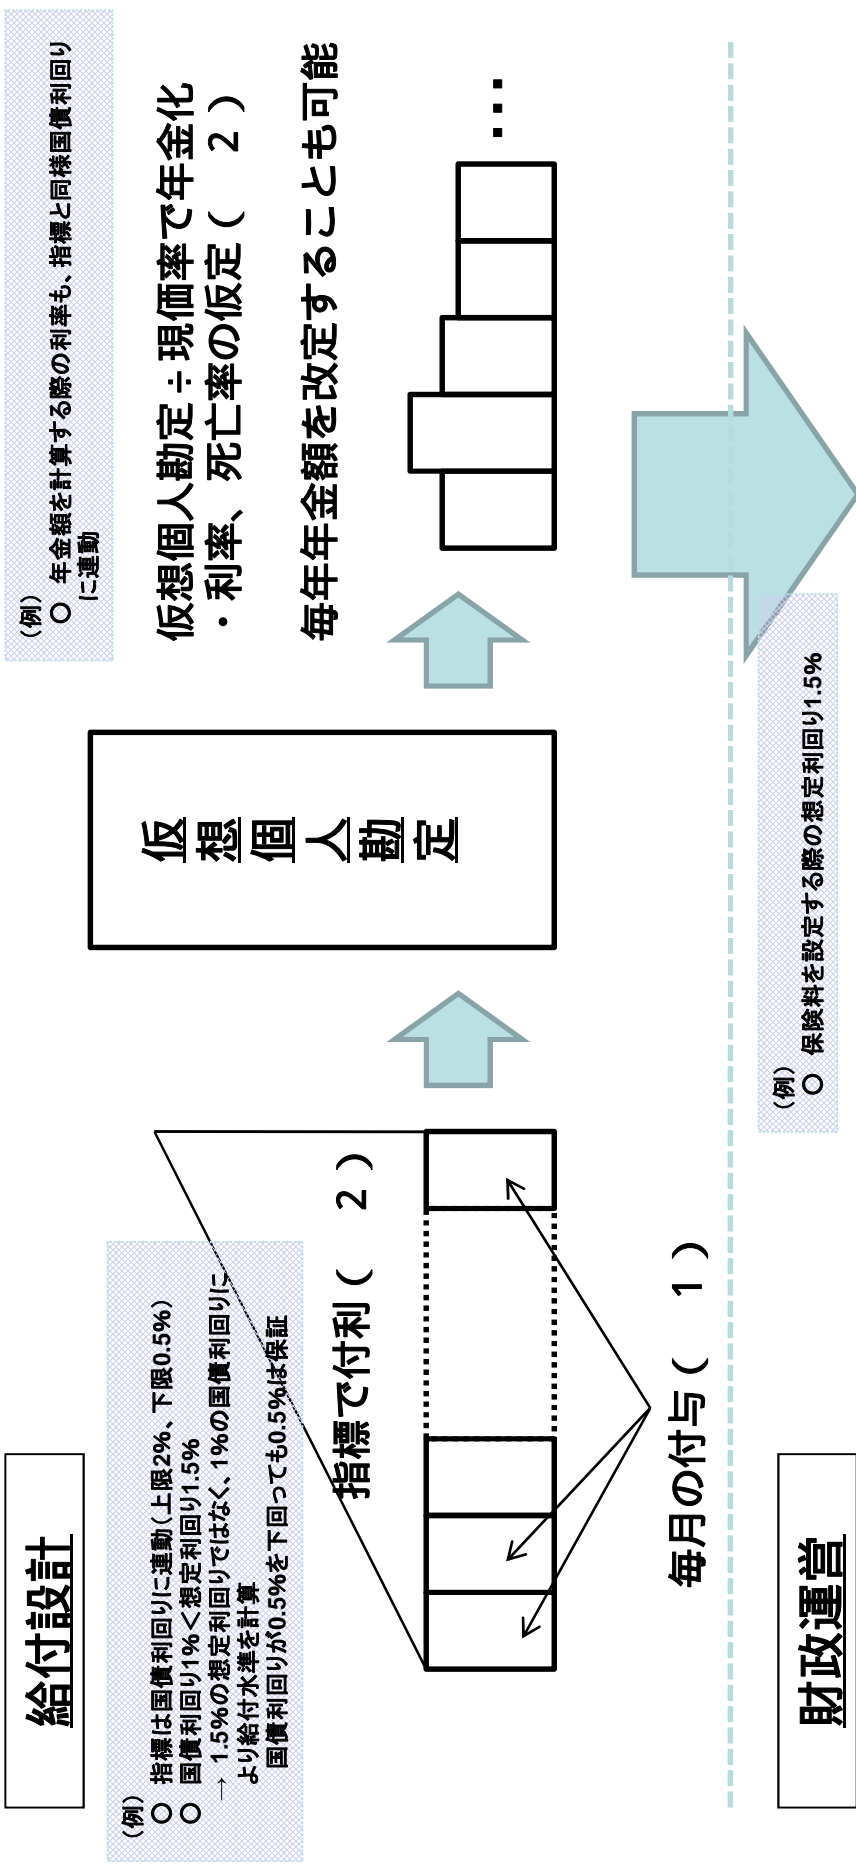 給付設計
（例）
○ 指標は国債利回りに連動（上限2%、下限0.5%）
○ 国債利回り1%＜想定利回り1.5%
→ 1.5%の想定利回りではなく、1%の国債利回りに
より給付水準を計算
国債利回りが0.5%を下回っても0.5%は保証
指標で付利（　２）
毎月の付与（　１）
仮想個人勘定
（例）
○ 年金額を計算する際の利率も、指標と同様国債利回り
に連動
仮想個人勘定÷現価率で年金化
・利率、死亡率の仮定（　２）
毎年年金額を改定することも可能
・・・
財政運営
（例）
○ 保険料を設定する際の想定利回り1.5%